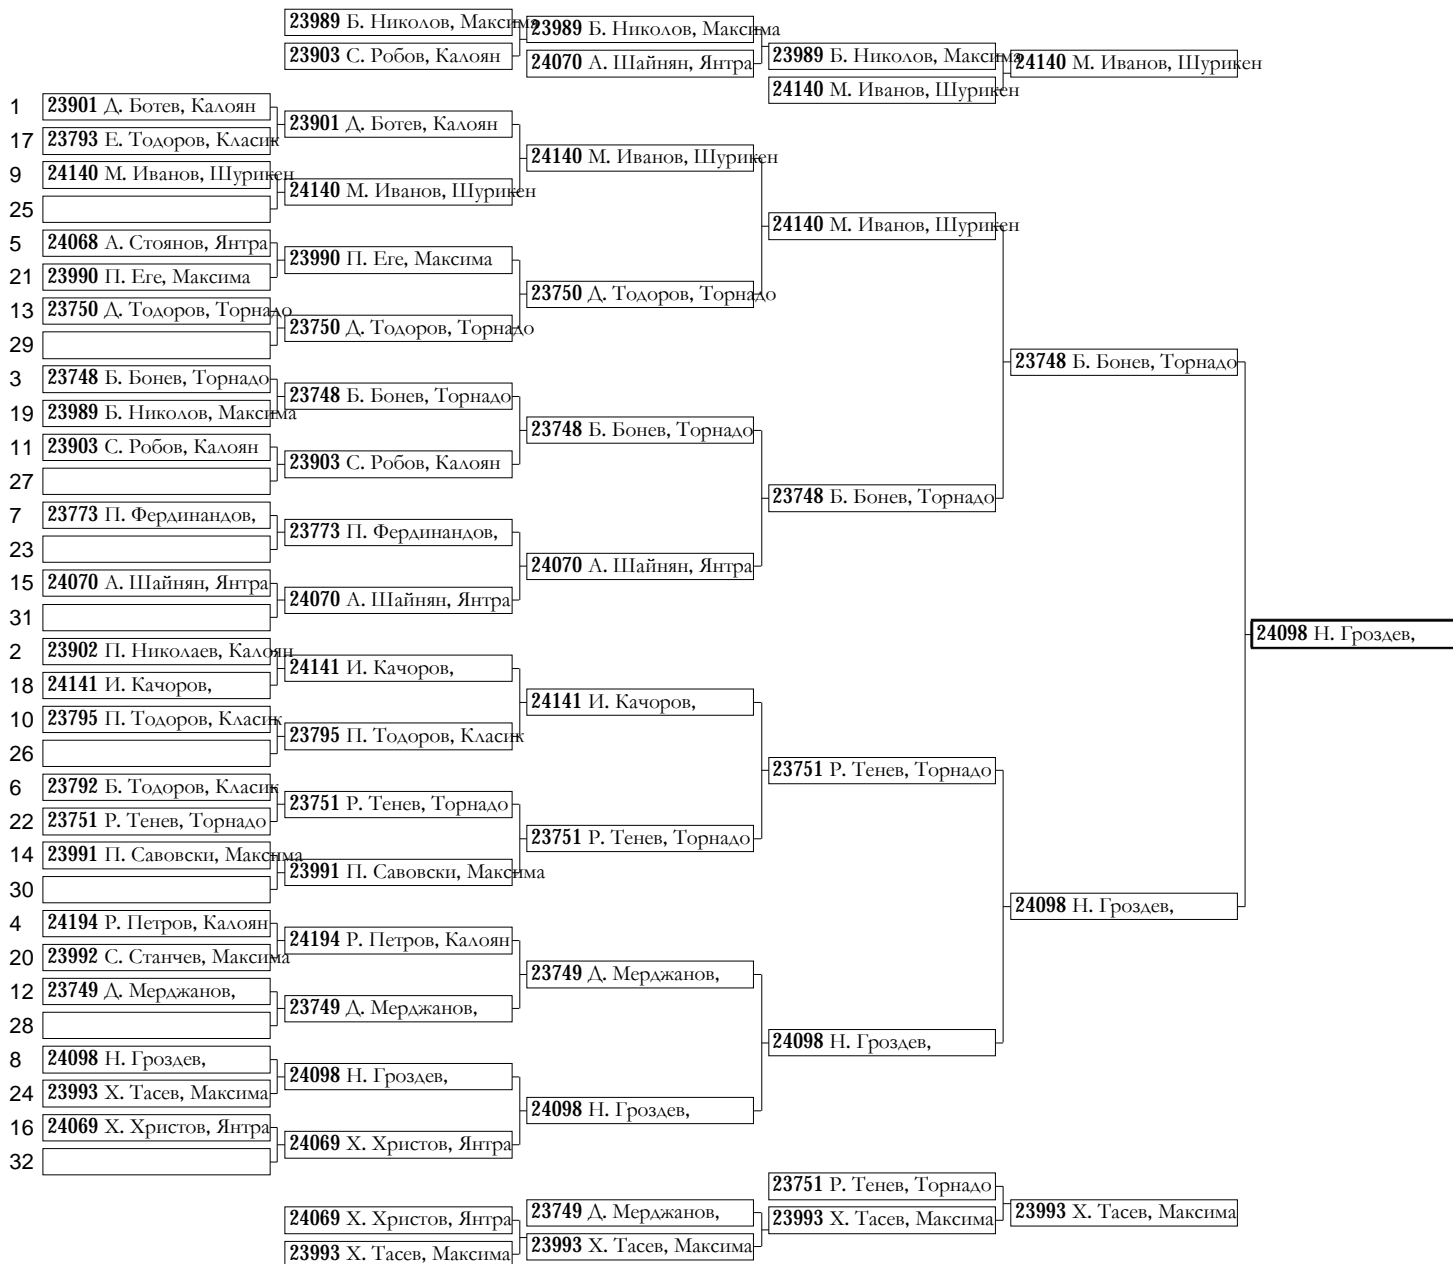 23989 Б. Николов, Максима
23903 С. Робов, Калоян
23989 Б. Николов, Максима
24070 А. Шайнян, Янтра
23989 Б. Николов, Максима
24140 М. Иванов, Шурикен
24140 М. Иванов, Шурикен
1 23901 Д. Ботев, Калоян
17 23793 Е. Тодоров, Класик
9 24140 М. Иванов, Шурикен
25
5 24068 А. Стоянов, Янтра
21 23990 П. Еге, Максима
13 23750 Д. Тодоров, Торнадо
29
3 23748 Б. Бонев, Торнадо
19 23989 Б. Николов, Максима
11 23903 С. Робов, Калоян
27
7 23773 П. Фердинандов,
23
15 24070 А. Шайнян, Янтра
31
2 23902 П. Николаев, Калоян
18 24141 И. Качоров,
10 23795 П. Тодоров, Класик
26
6 23792 Б. Тодоров, Класик
22 23751 Р. Тенев, Торнадо
14 23991 П. Савовски, Максима
30
4 24194 Р. Петров, Калоян
20 23992 С. Станчев, Максима
12 23749 Д. Мерджанов,
28
8 24098 Н. Гроздев,
24 23993 Х. Тасев, Максима
16 24069 Х. Христов, Янтра
32
23901 Д. Ботев, Калоян
24140 М. Иванов, Шурикен
23990 П. Еге, Максима
23750 Д. Тодоров, Торнадо
23748 Б. Бонев, Торнадо
23903 С. Робов, Калоян
23773 П. Фердинандов,
24070 А. Шайнян, Янтра
24141 И. Качоров,
23795 П. Тодоров, Класик
23751 Р. Тенев, Торнадо
23991 П. Савовски, Максима
24194 Р. Петров, Калоян
23749 Д. Мерджанов,
24098 Н. Гроздев,
24069 Х. Христов, Янтра
24140 М. Иванов, Шурикен
23750 Д. Тодоров, Торнадо
23748 Б. Бонев, Торнадо
24070 А. Шайнян, Янтра
24141 И. Качоров,
23751 Р. Тенев, Торнадо
23749 Д. Мерджанов,
24098 Н. Гроздев,
24140 М. Иванов, Шурикен
23748 Б. Бонев, Торнадо
23751 Р. Тенев, Торнадо
24098 Н. Гроздев,
23748 Б. Бонев, Торнадо
24098 Н. Гроздев,
24098 Н. Гроздев,
24069 Х. Христов, Янтра
23993 Х. Тасев, Максима
23749 Д. Мерджанов,
23993 Х. Тасев, Максима
23751 Р. Тенев, Торнадо
23993 Х. Тасев, Максима
23993 Х. Тасев, Максима